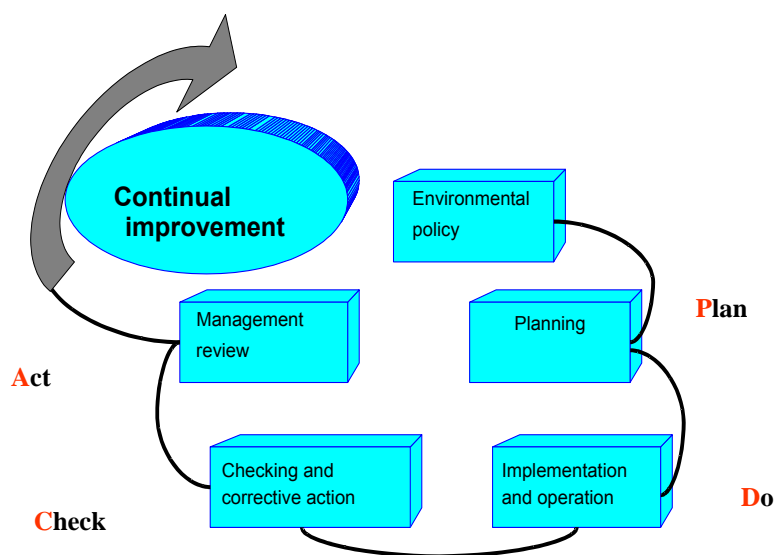 Continual
improvement
Environmental
policy
Plan
Management
review
Planning
Act
Checking and
corrective action
Implementation
and operation
Check
Do